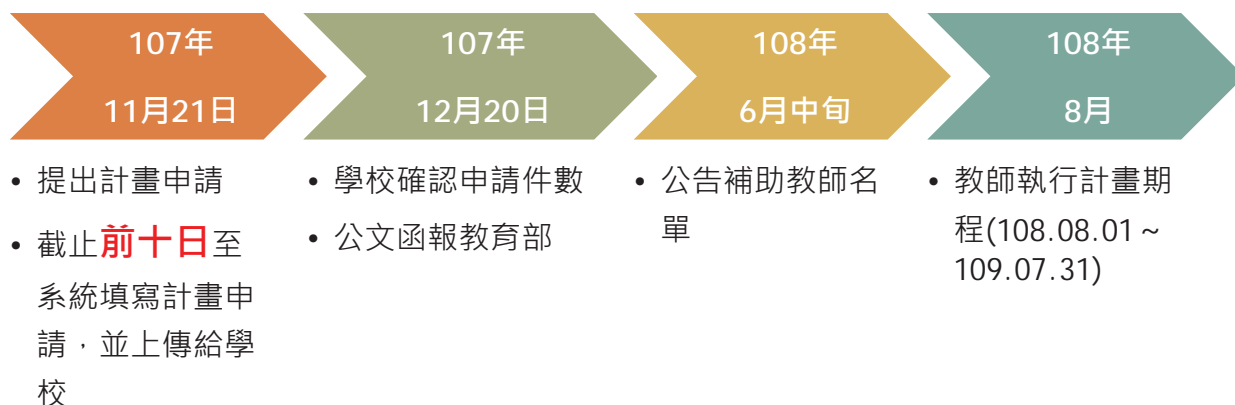 107年
11月21日
• 提出計畫申請
• 截止前十日至
系統填寫計畫申
請，並上傳給學
校
107年
12月20日
• 學校確認申請件數
• 公文函報教育部
108年
6月中旬
• 公告補助教師名
單
108年
8月
• 教師執行計畫期
程(108.08.01~
109.07.31)